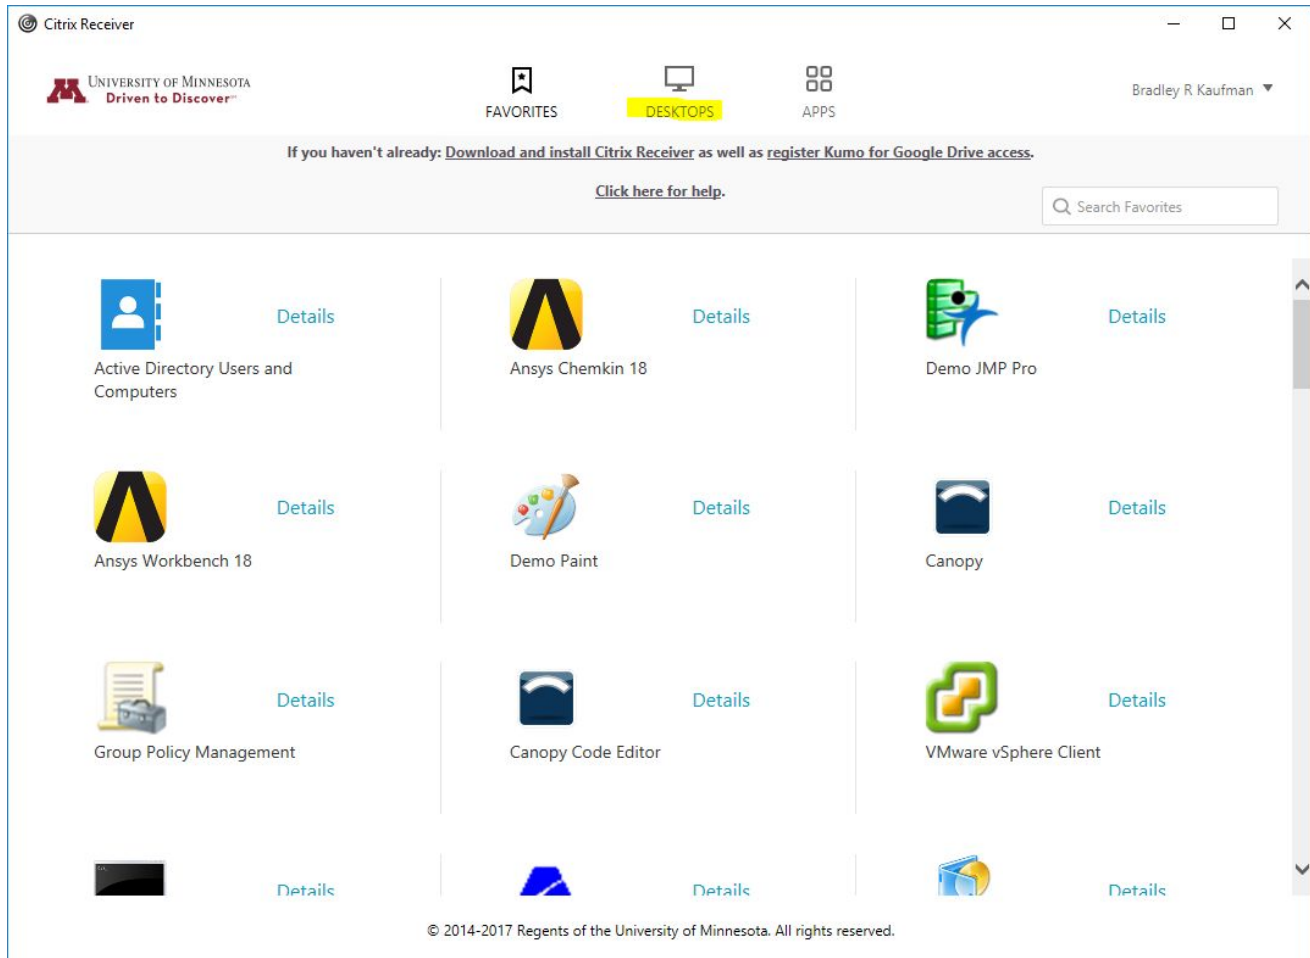 Citrix Receiver
UNIVERSITY OF MINNESOTA
Driven to Discover
FAVORITES
DESKTOPS
APPS
Bradley R Kaufman
If you haven't already: Download and install Citrix Receiver as well as register Kumo for Google Drive access.
Click here for help.
Search Favorites
Details
Details
Details
Active Directory Users and
Computers
Ansys Chemkin 18
Demo JMP Pro
Details
Details
Details
Ansys Workbench 18
Demo Paint
Canopy
Details
Details
Details
Group Policy Management
Canopy Code Editor
VMware vSphere Client
Details
Details
Details
© 2014-2017 Regents of the University of Minnesota. All rights reserved.